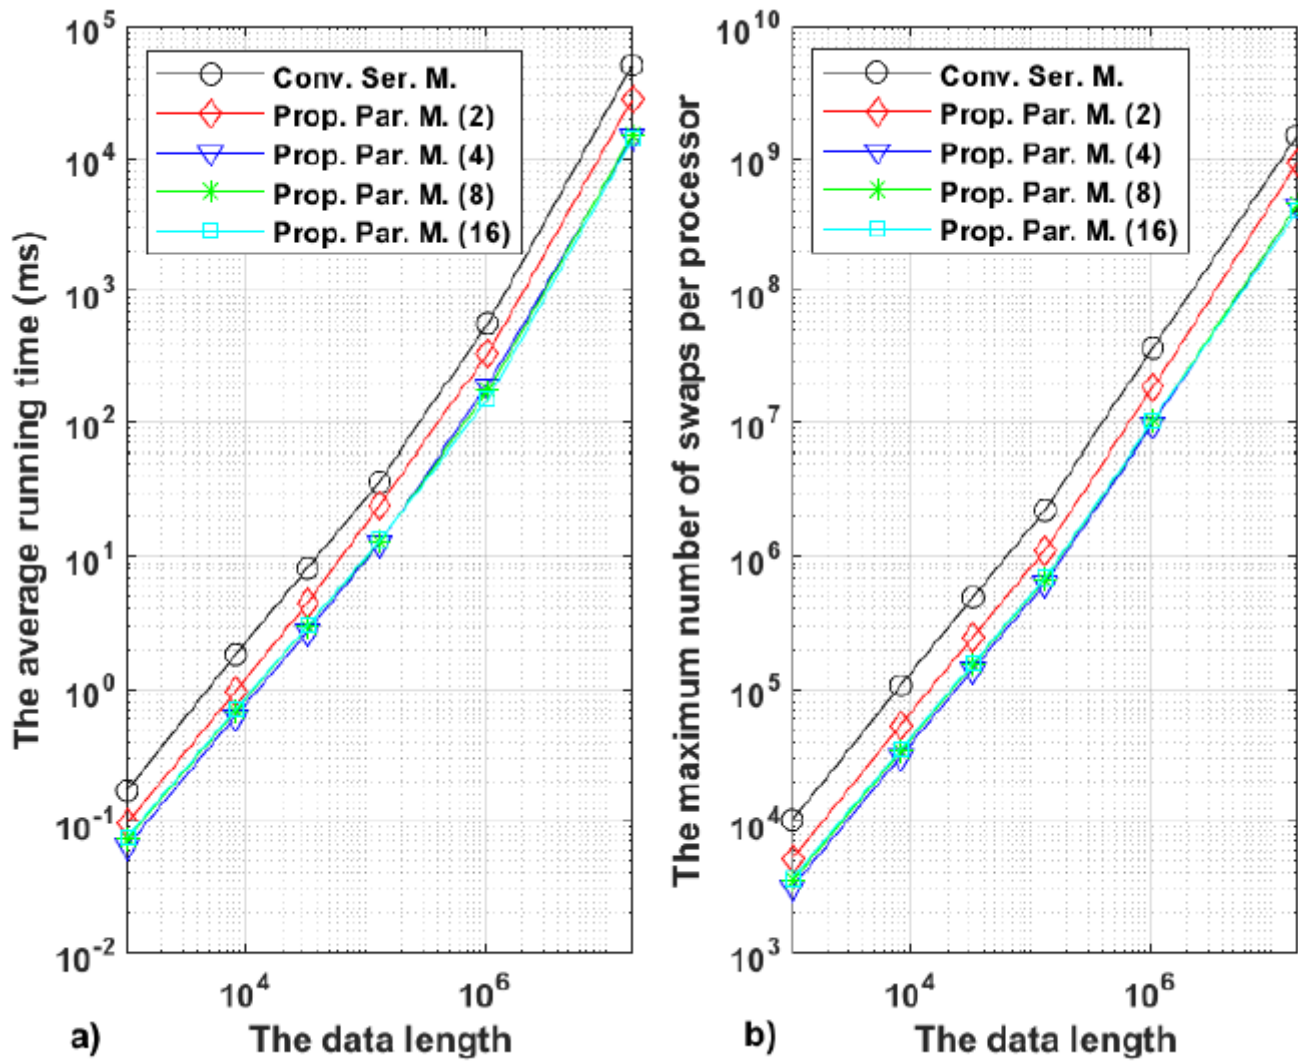 The average running time (ms)
10^5
10^4
10^3
10^2
10^1
10^0
10^-1
10^-2
Conv. Ser. M.
Prop. Par. M. (2)
Prop. Par. M. (4)
Prop. Par. M. (8)
Prop. Par. M. (16)
10^4
10^6
a)
The data length
The maximum number of swaps per processor
10^10
10^9
10^8
10^7
10^6
10^5
10^4
10^3
Conv. Ser. M.
Prop. Par. M. (2)
Prop. Par. M. (4)
Prop. Par. M. (8)
Prop. Par. M. (16)
10^4
10^6
b)
The data length